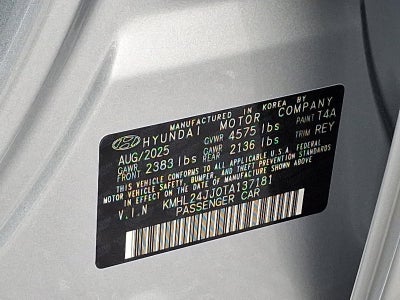 MANUFACTURED IN KOREA BY
HYUNDAI MOTOR COMPANY
AUG/2025 GVWR 4575 lbs PAINT T4A
GAWR FRONT 2383 lbs GAWR REAR 2136 lbs TRIM REY
THIS VEHICLE CONFORMS TO ALL APPLICABLE U.S.A. FEDERAL
MOTOR VEHICLE SAFETY, BUMPER, AND THEFT PREVENTION STANDARDS
IN EFFECT ON THE DATE OF MANUFACTURE SHOWN ABOVE
V.I.N KMHL24JJ0TA137181
PASSENGER CAR